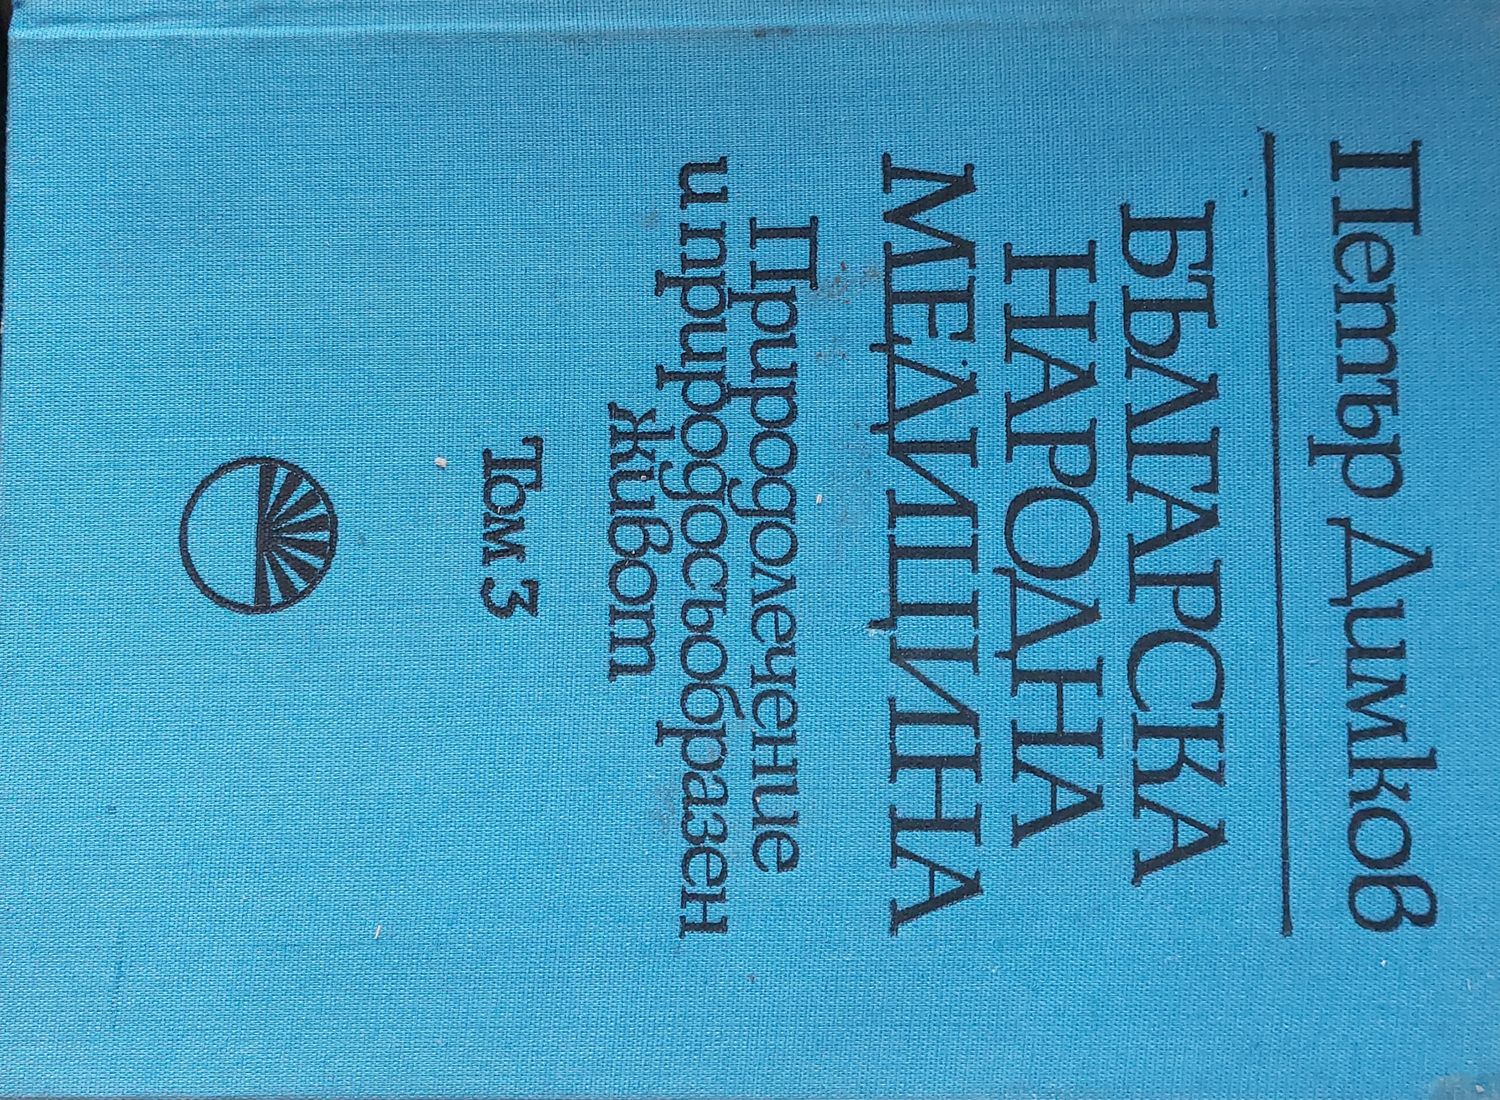 Петър Димков
БЪЛГАРСКА
НАРОДНА
МЕДИЦИНА
Природолечение
и природосъобразен
живот
Том 3